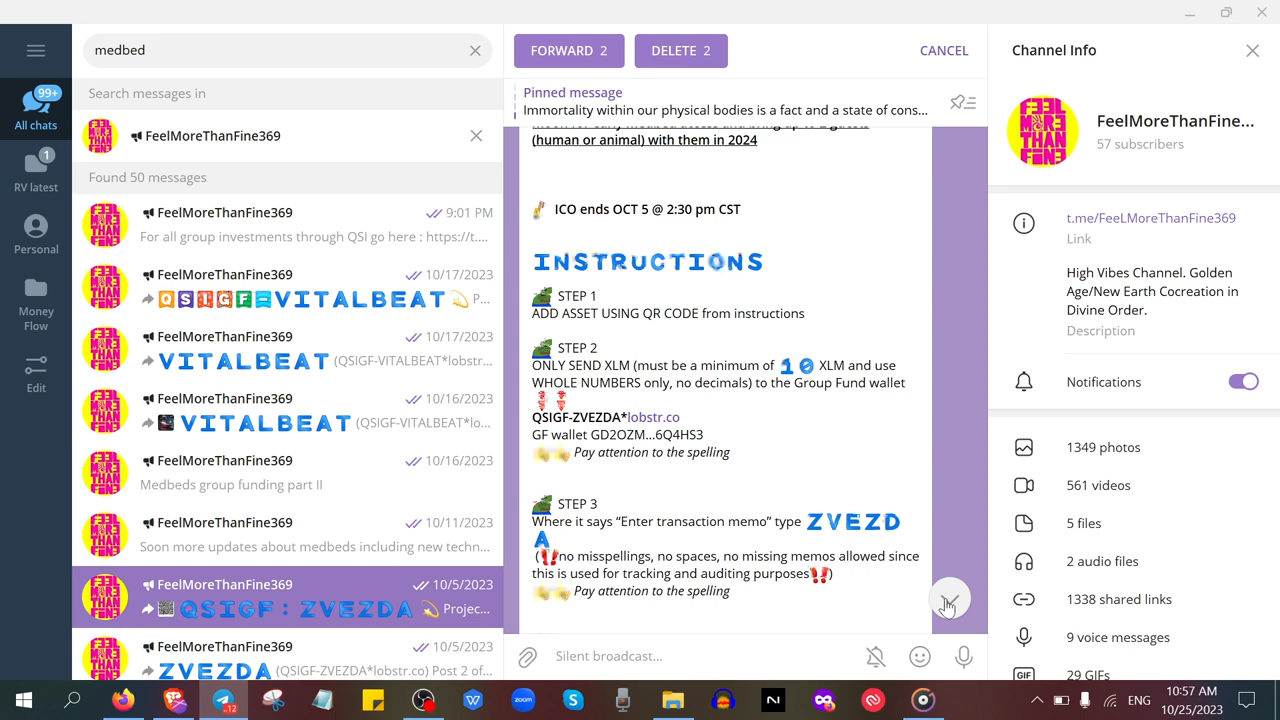 medbed
Search messages in
FeelMoreThanFine369
Found 50 messages
99+
All chats
1
RV latest
Personal
Money
Flow
Edit
FeelMoreThanFine369 9:01 PM
For all group investments through QSI go here : https://t....
FeelMoreThanFine369 10/17/2023
QSIGF=VITALBEAT P...
FeelMoreThanFine369 10/17/2023
VITALBEAT (QSIGF-VITALBEAT*lobstr...
FeelMoreThanFine369 10/16/2023
VITALBEAT (QSIGF-VITALBEAT*lo...
FeelMoreThanFine369 10/16/2023
Medbeds group funding part II
FeelMoreThanFine369 10/11/2023
Soon more updates about medbeds including new techn...
FeelMoreThanFine369 10/5/2023
QSIGF: ZVEZDA Projec...
FeelMoreThanFine369 10/5/2023
ZVEZDA (QSIGF-ZVEZDA*lobstr.co) Post 2 of...
FORWARD 2 DELETE 2 CANCEL
Pinned message
Immortality within our physical bodies is a fact and a state of cons...
(human or animal) with them in 2024
ICO ends OCT 5 @ 2:30 pm CST
INSTRUCTIONS
STEP 1
ADD ASSET USING QR CODE from instructions
STEP 2
ONLY SEND XLM (must be a minimum of 10 XLM and use
WHOLE NUMBERS only, no decimals) to the Group Fund wallet
QSIGF-ZVEZDA*lobstr.co
GF wallet GD2OZM...6Q4HS3
Pay attention to the spelling
STEP 3
Where it says “Enter transaction memo” type ZVEZD
A
(no misspellings, no spaces, no missing memos allowed since
this is used for tracking and auditing purposes)
Pay attention to the spelling
Silent broadcast...
Channel Info
FEEL
MORE
THAN
FINE
FeelMoreThanFine...
57 subscribers
t.me/FeeLMoreThanFine369
Link
High Vibes Channel. Golden
Age/New Earth Cocreation in
Divine Order.
Description
Notifications
1349 photos
561 videos
5 files
2 audio files
1338 shared links
9 voice messages
29 GIFs
12
zoom
ENG
10:57 AM
10/25/2023